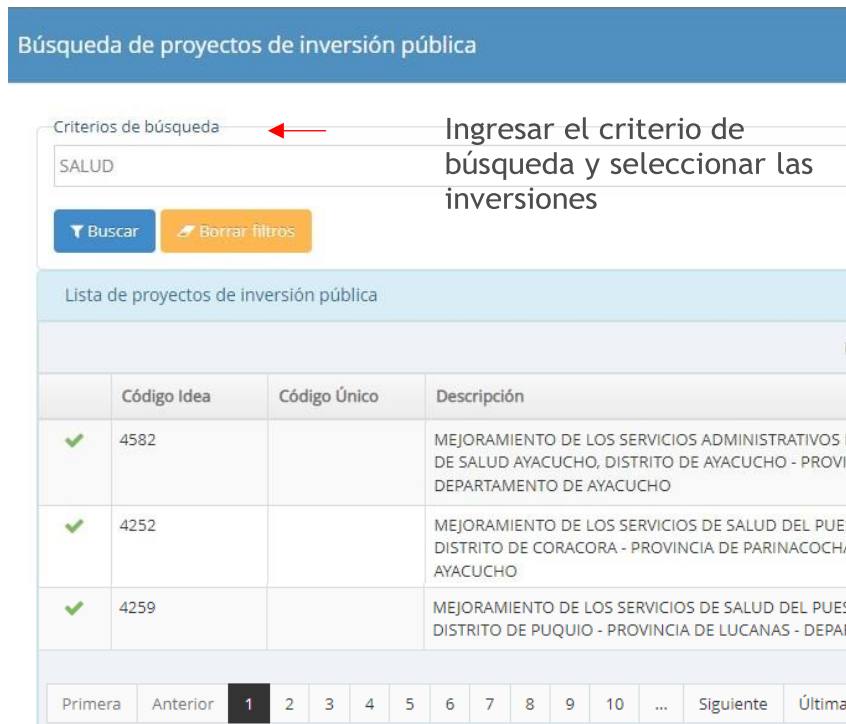 Búsqueda de proyectos de inversión pública
Criterios de búsqueda
Ingresar el criterio de
búsqueda y seleccionar las
inversiones
SALUD
Buscar
Borrar filtros
Lista de proyectos de inversión pública
Código Idea Código Único Descripción
4582 MEJORAMIENTO DE LOS SERVICIOS ADMINISTRATIVOS
DE SALUD AYACUCHO, DISTRITO DE AYACUCHO - PROVI
DEPARTAMENTO DE AYACUCHO
4252 MEJORAMIENTO DE LOS SERVICIOS DE SALUD DEL PUES
DISTRITO DE CORACORA - PROVINCIA DE PARINACOCHA
AYACUCHO
4259 MEJORAMIENTO DE LOS SERVICIOS DE SALUD DEL PUES
DISTRITO DE PUQUIO - PROVINCIA DE LUCANAS - DEPA
Primera Anterior 1 2 3 4 5 6 7 8 9 10 ... Siguiente Última